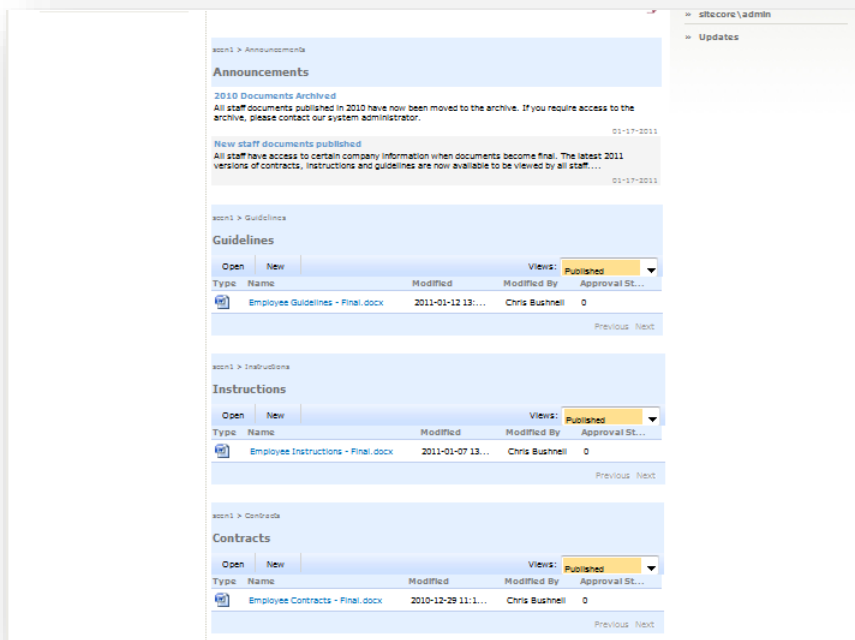 » sitecore\admin
» Updates
> Announcements
Announcements
2010 Documents Archived
All staff documents published in 2010 have now been moved to the archive. If you require access to the
archive, please contact our system administrator.
01-17-2011
New staff documents published
All staff have access to certain company information when documents become final. The latest 2011
versions of contracts, instructions and guidelines are now available to be viewed by all staff....
01-17-2011
> Guidelines
Guidelines
Open New Views: Published
Type Name Modified Modified By Approval St...
Employee Guidelines - Final.docx 2011-01-12 13:... Chris Bushnell 0
Previous Next
> Instructions
Instructions
Open New Views: Published
Type Name Modified Modified By Approval St...
Employee Instructions - Final.docx 2011-01-07 13... Chris Bushnell 0
Previous Next
> Contracts
Contracts
Open New Views: Published
Type Name Modified Modified By Approval St...
Employee Contracts - Final.docx 2010-12-29 11:1... Chris Bushnell 0
Previous Next